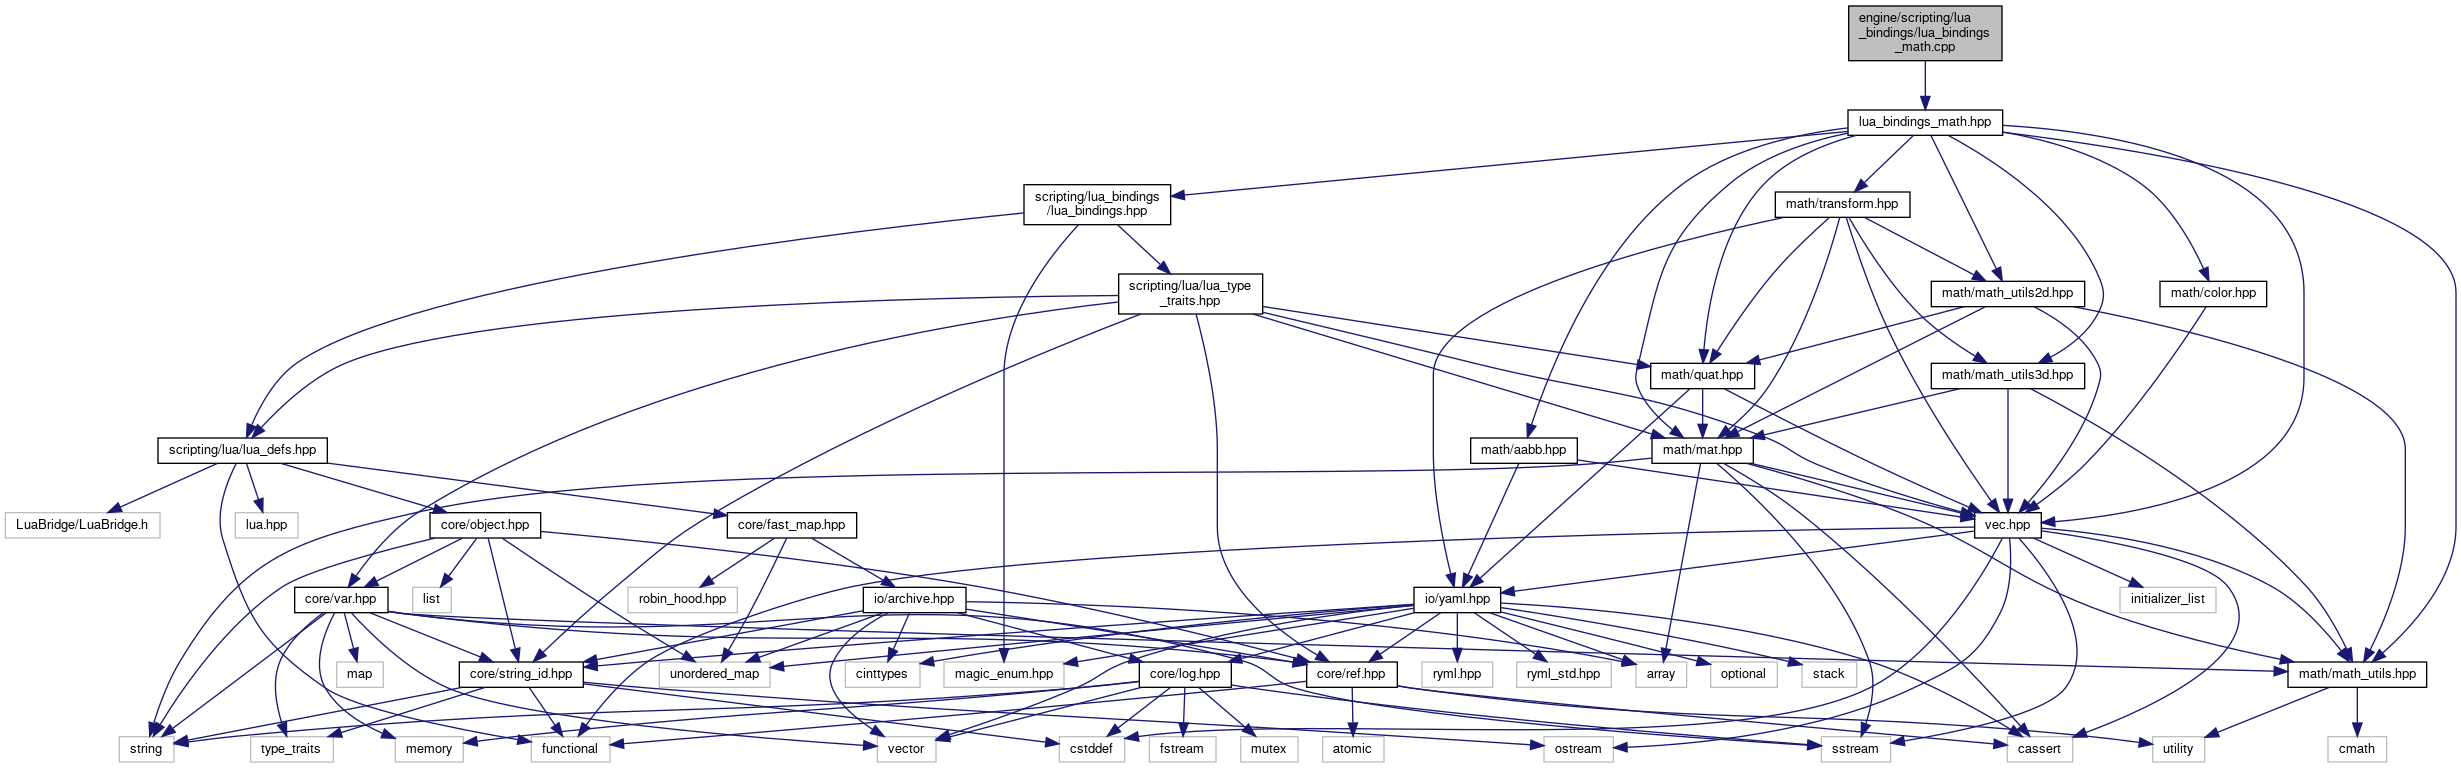 engine/scripting/lua
_bindings/lua_bindings
_math.cpp
lua_bindings_math.hpp
scripting/lua_bindings
/lua_bindings.hpp
math/transform.hpp
scripting/lua/lua_type
_traits.hpp
math/math_utils2d.hpp
math/color.hpp
math/quat.hpp
math/math_utils3d.hpp
scripting/lua/lua_defs.hpp
math/aabb.hpp
math/mat.hpp
LuaBridge/LuaBridge.h
lua.hpp
core/object.hpp
core/fast_map.hpp
vec.hpp
core/var.hpp
list
robin_hood.hpp
io/archive.hpp
io/yaml.hpp
initializer_list
map
core/string_id.hpp
unordered_map
cinttypes
magic_enum.hpp
core/log.hpp
core/ref.hpp
ryml.hpp
ryml_std.hpp
array
optional
stack
math/math_utils.hpp
string
type_traits
memory
functional
vector
cstddef
fstream
mutex
atomic
ostream
sstream
cassert
utility
cmath